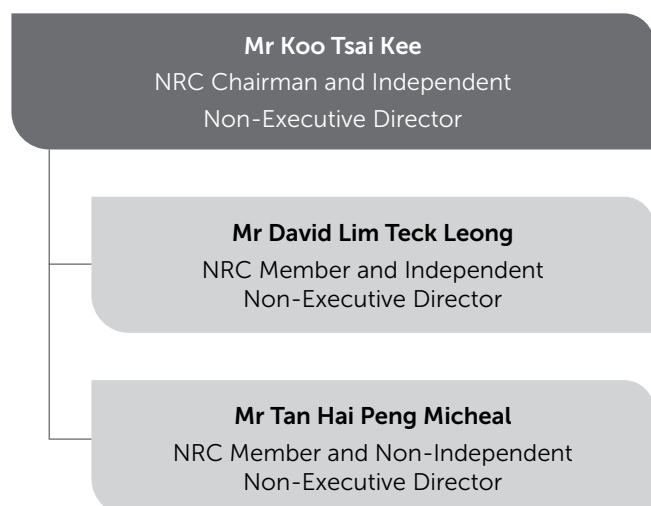 Mr Koo Tsai Kee
NRC Chairman and Independent
Non-Executive Director
Mr David Lim Teck Leong
NRC Member and Independent
Non-Executive Director
Mr Tan Hai Peng Micheal
NRC Member and Non-Independent
Non-Executive Director